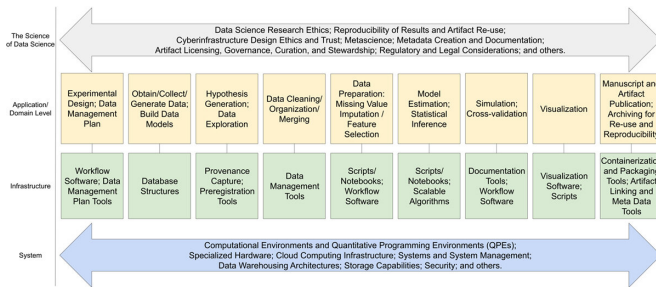 The Science
of Data Science
Data Science Research Ethics; Reproducibility of Results and Artifact Re-use;
Cyberinfrastructure Design Ethics and Trust; Metascience; Metadata Creation and Documentation;
Artifact Licensing, Governance, Curation, and Stewardship; Regulatory and Legal Considerations; and others.
Application/
Domain Level
Experimental
Design; Data
Management
Plan
Obtain/Collect/
Generate Data;
Build Data
Models
Hypothesis
Generation;
Data
Exploration
Data Cleaning/
Organization/
Merging
Data
Preparation:
Missing Value
Imputation /
Feature
Selection
Model
Estimation;
Statistical
Inference
Simulation;
Cross-validation
Visualization
Manuscript and
Artifact
Publication;
Archiving for
Re-use and
Reproducibility
Infrastructure
Workflow
Software; Data
Management
Plan Tools
Database
Structures
Provenance
Capture;
Preregistration
Tools
Data
Management
Tools
Scripts/
Notebooks;
Workflow
Software
Scripts/
Notebooks;
Scalable
Algorithms
Documentation
Tools; Workflow
Software
Visualization
Software;
Scripts
Containerization
and Packaging
Tools; Artifact
Linking and
Meta Data
Tools
System
Computational Environments and Quantitative Programming Environments (QPEs);
Specialized Hardware; Cloud Computing Infrastructure; Systems and System Management;
Data Warehousing Architectures; Storage Capabilities; Security; and others.